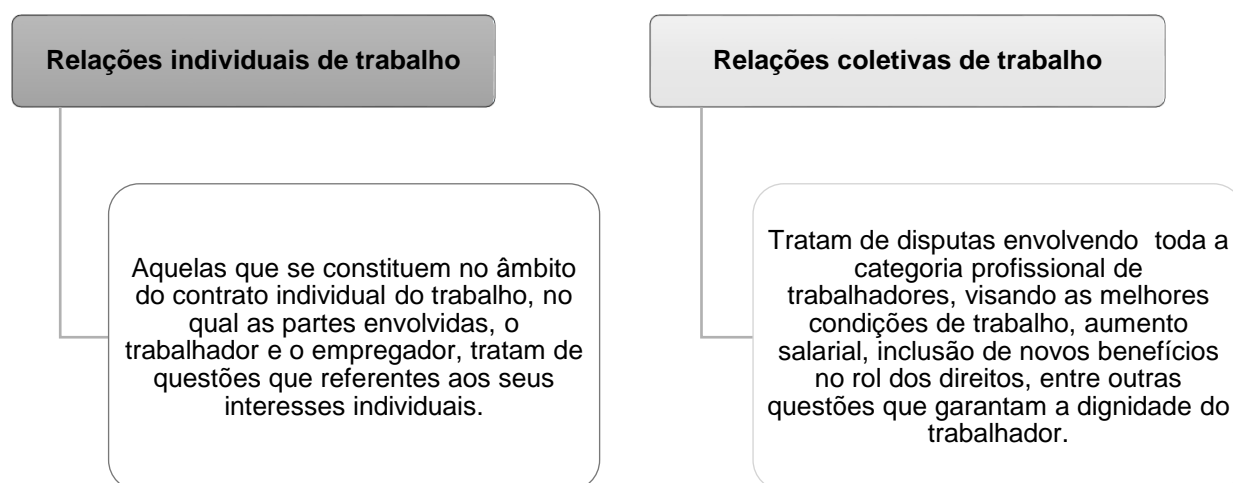 Relações individuais de trabalho
Aquelas que se constituem no âmbito
do contrato individual do trabalho, no
qual as partes envolvidas, o
trabalhador e o empregador, tratam de
questões que referentes aos seus
interesses individuais.
Relações coletivas de trabalho
Tratam de disputas envolvendo toda a
categoria profissional de
trabalhadores, visando as melhores
condições de trabalho, aumento
salarial, inclusão de novos benefícios
no rol dos direitos, entre outras
questões que garantam a dignidade do
trabalhador.